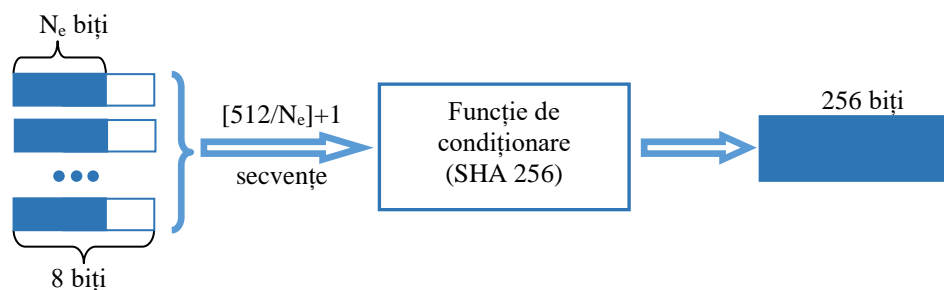 Nₑ biți
[512/Nₑ]+1
secvențe
8 biți
Funcție de
condiționare
(SHA 256)
256 biți